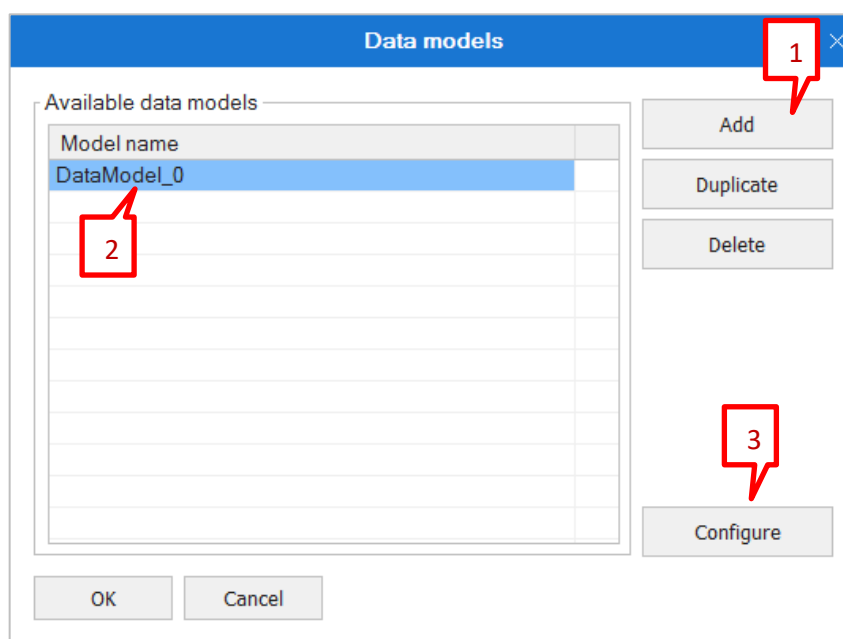 Data models
1
Available data models
Add
Model name
DataModel_0
Duplicate
2
Delete
3
Configure
OK
Cancel